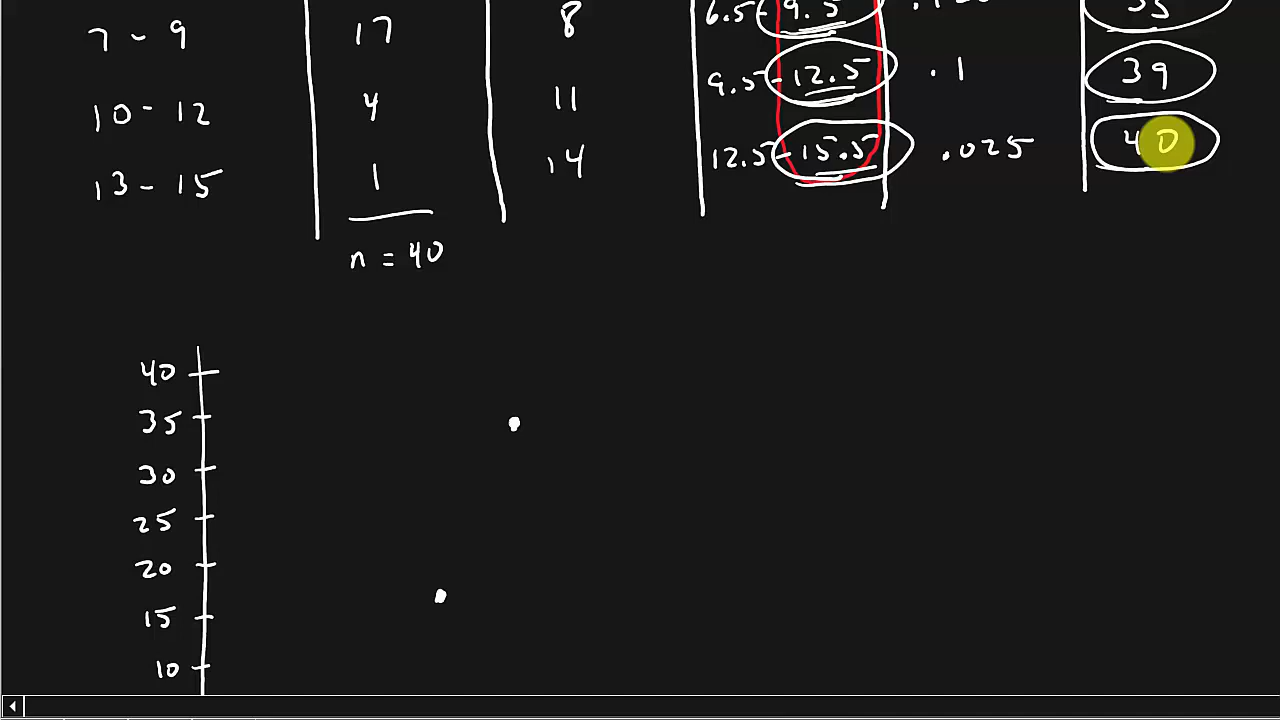 7 - 9 17 8 6.5-9.5
10 - 12 4 11 9.5-12.5 .1 39
13 - 15 1 14 12.5-15.5 .025 40
n = 40
40
35
30
25
20
15
10